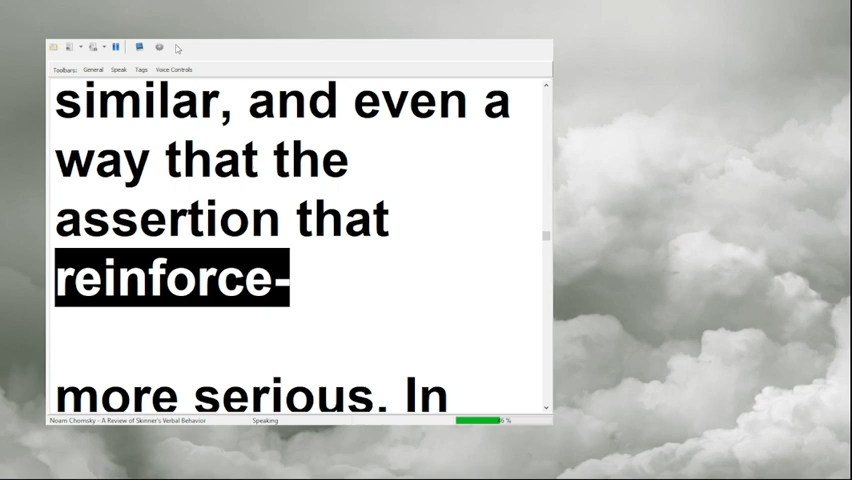 Toolbars: General Speak Tags Voice Controls
similar, and even a
way that the
assertion that
reinforce-
more serious. In
Noam Chomsky - A Review of Skinner's Verbal Behavior Speaking